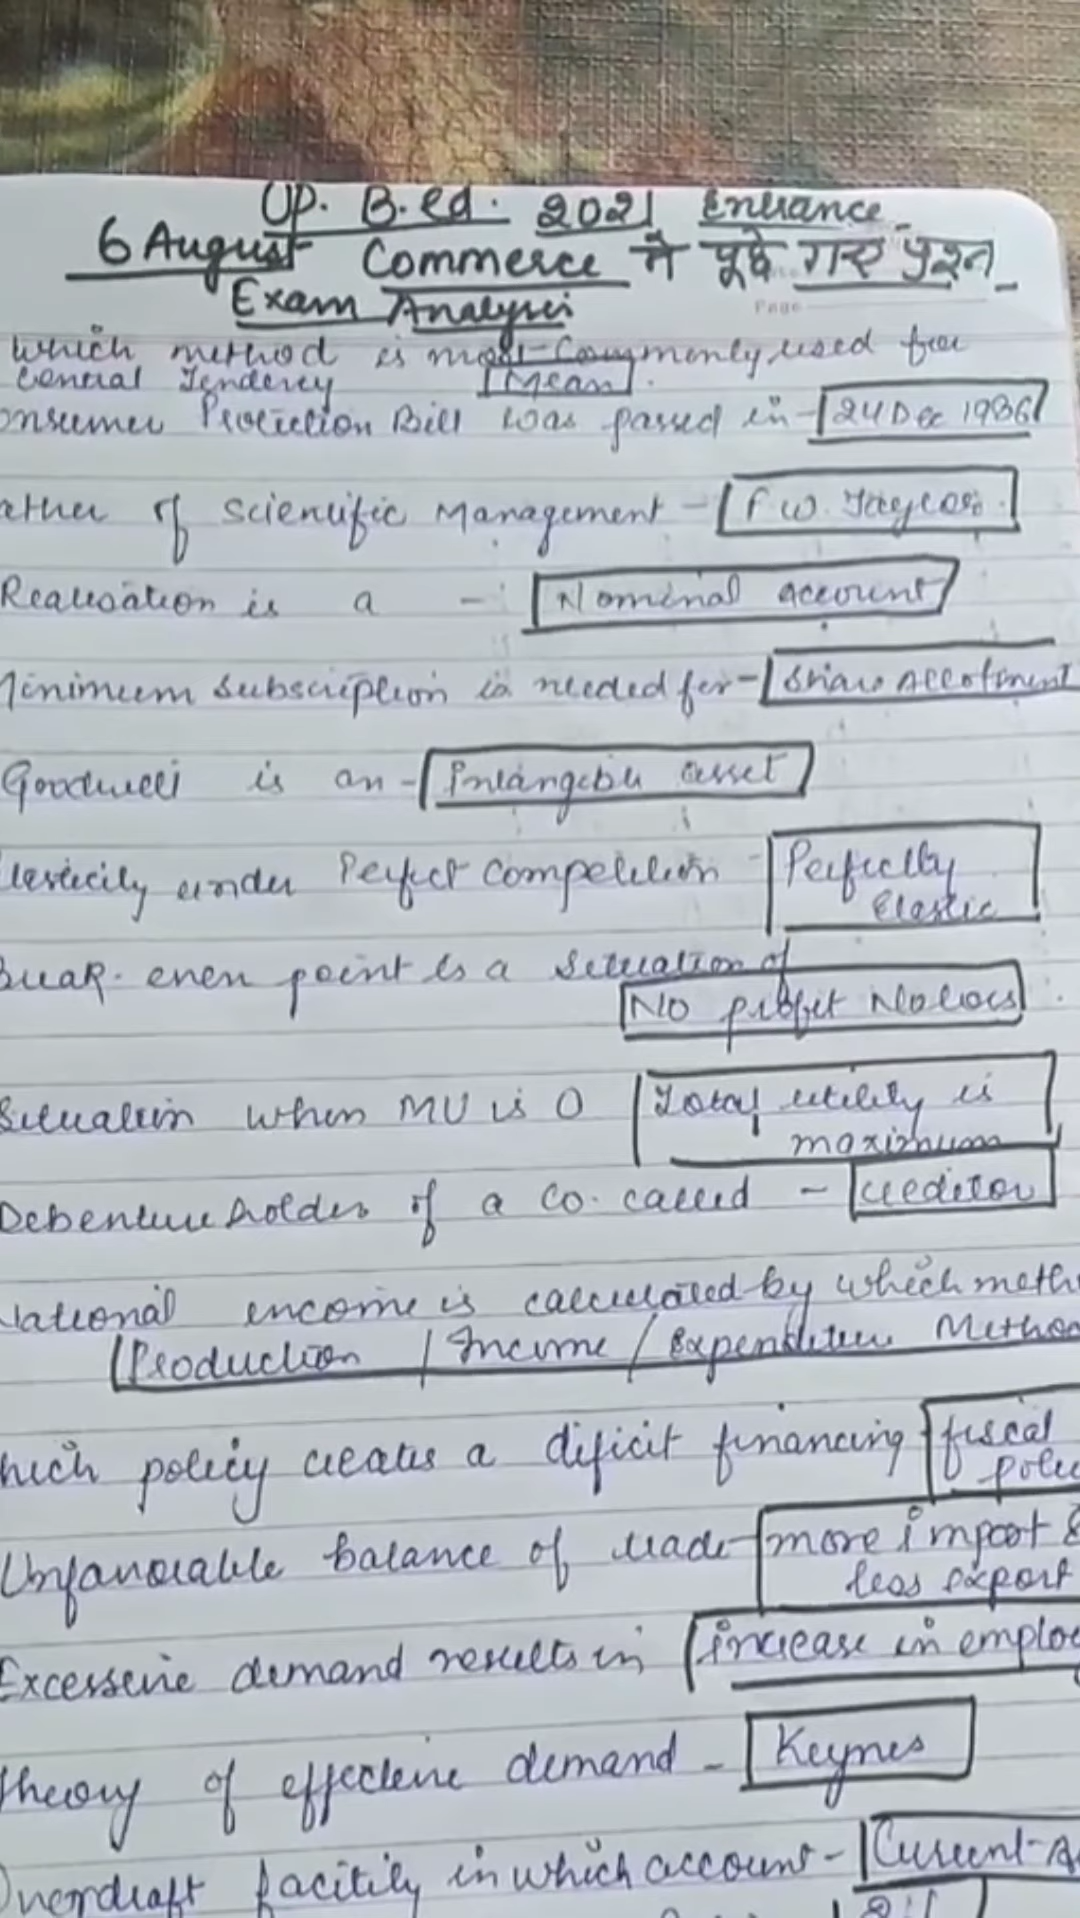 UP. B.ed. 2021 Entrance
6 August Commerce में पूछे गए प्रश्न
Exam Analysis
which method is most commonly used for
central Tendency Mean.
onsumer Protection Bill was passed in - 24 Dec 1986
ather of scientific Management - F.W. Taylor.
Realisation is a - Nominal account
Minimum subscription is needed for - Share Allotment
Goodwill is an - Intangible asset
lasticity under Perfect Competition - Perfectly
Elastic
Break-even point is a situation of
No profit No loss
Situation when MU is 0 Total utility is
maximum
Debenture holder of a Co. called - creditor
National income is calculated by which meth
Production / Income / Expenditure Method
hich policy creates a deficit financing fiscal
polic
Unfavourable balance of trade - more import &
less export
Excessive demand results in increase in emplo
Theory of effective demand - Keynes
Overdraft facility in which account - Current-A